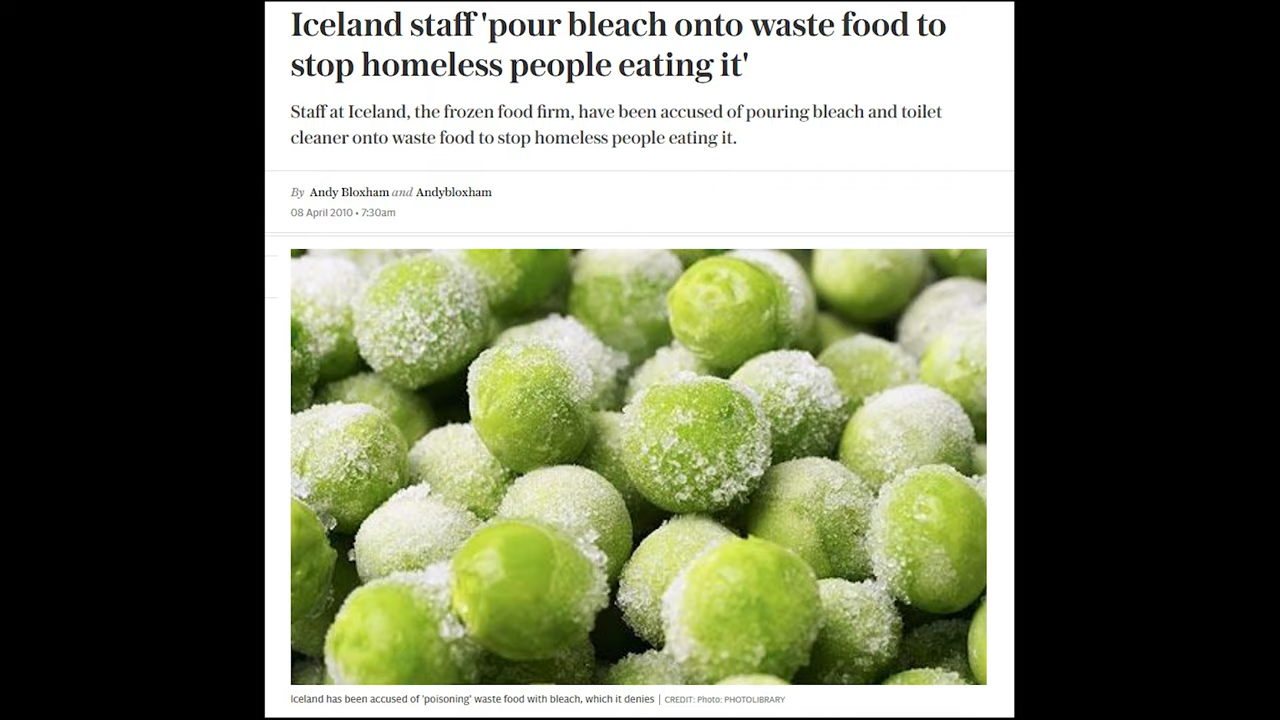 Iceland staff 'pour bleach onto waste food to
stop homeless people eating it'
Staff at Iceland, the frozen food firm, have been accused of pouring bleach and toilet
cleaner onto waste food to stop homeless people eating it.
By Andy Bloxham and Andybloxham
08 April 2010 • 7:30am
Iceland has been accused of 'poisoning' waste food with bleach, which it denies | CREDIT: Photo: PHOTOLIBRARY